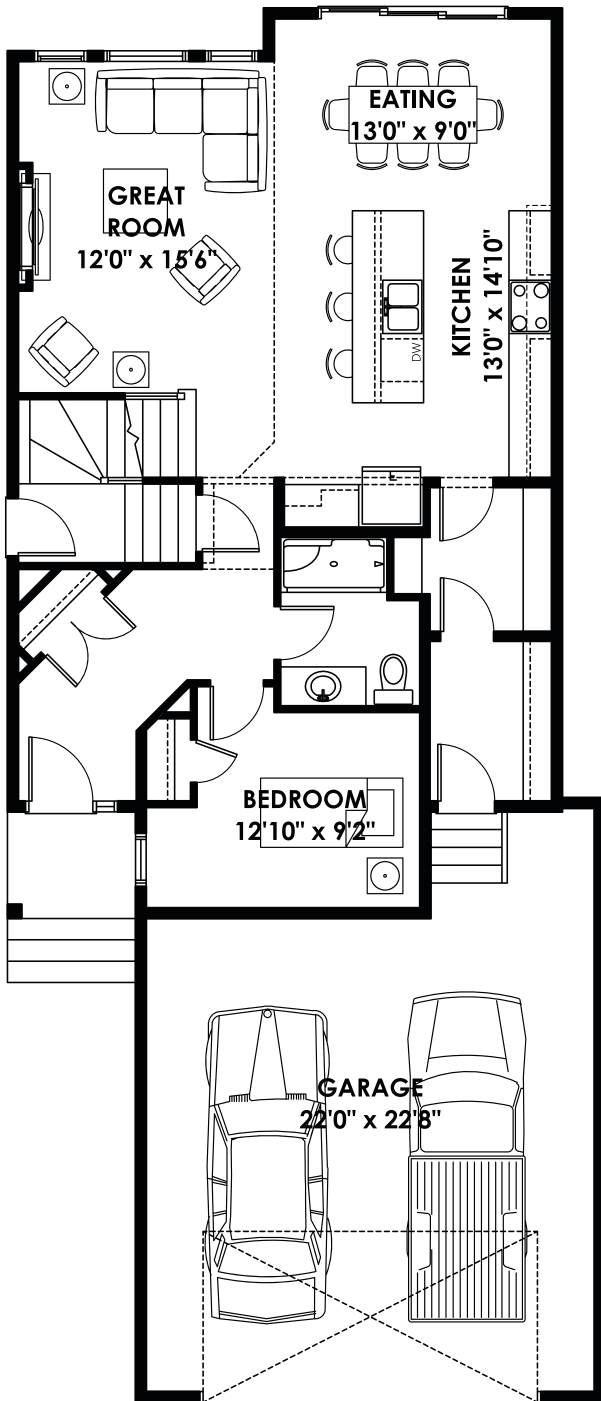 EATING
13'0" x 9'0"
GREAT
ROOM
12'0" x 15'6"
KITCHEN
13'0" x 14'10"
DW
BEDROOM
12'10" x 9'2"
GARAGE
22'0" x 22'8"